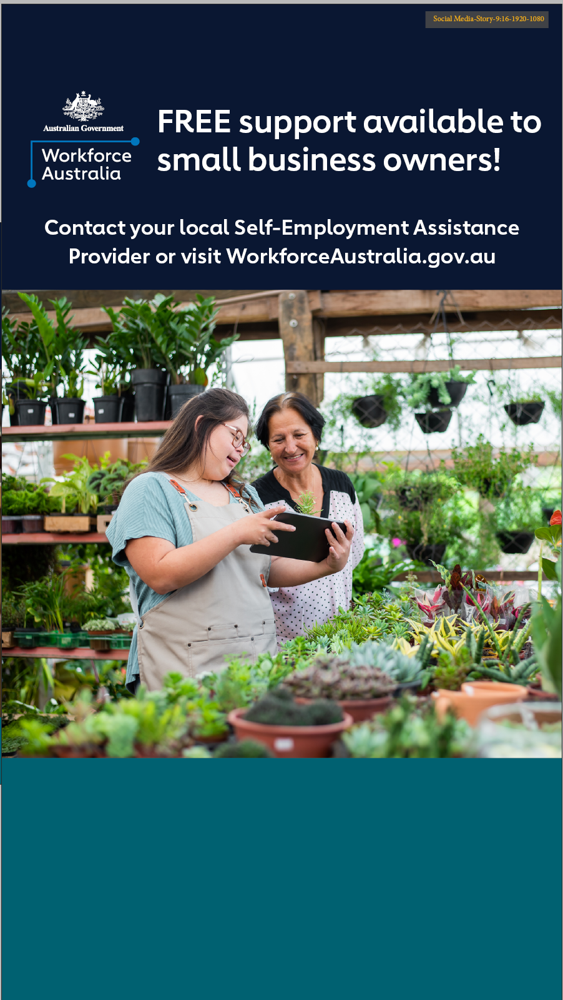 Social Media-Story-9:16-1920-1080
Australian Government
Workforce
Australia
FREE support available to
small business owners!
Contact your local Self-Employment Assistance
Provider or visit WorkforceAustralia.gov.au